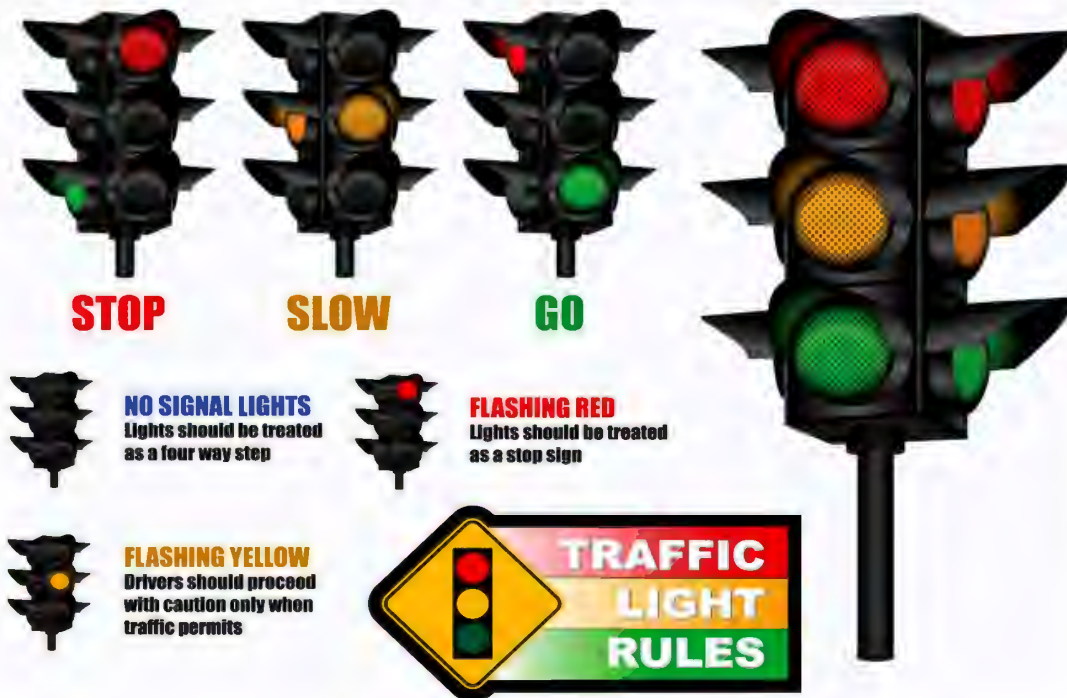 STOP
SLOW
GO
NO SIGNAL LIGHTS
Lights should be treated
as a four way step
FLASHING RED
Lights should be treated
as a stop sign
FLASHING YELLOW
Drivers should proceed
with caution only when
traffic permits
TRAFFIC
LIGHT
RULES